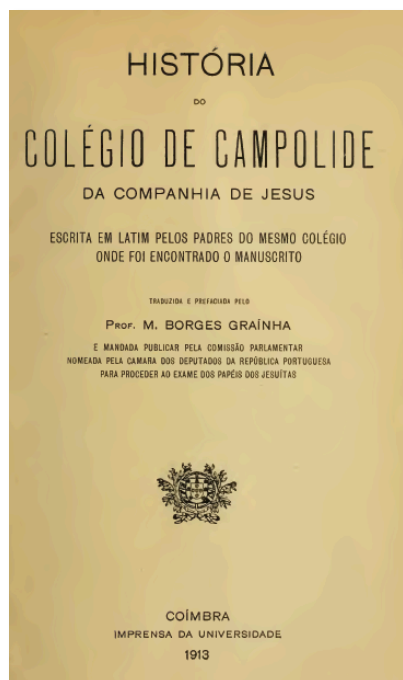 HISTÓRIA
DO
COLÉGIO DE CAMPOLIDE
DA COMPANHIA DE JESUS
ESCRITA EM LATIM PELOS PADRES DO MESMO COLÉGIO
ONDE FOI ENCONTRADO O MANUSCRITO
TRADUZIDA E PREFACIADA PELO
PROF. M. BORGES GRAÍNHA
E MANDADA PUBLICAR PELA COMISSÃO PARLAMENTAR
NOMEADA PELA CAMARA DOS DEPUTADOS DA REPÚBLICA PORTUGUESA
PARA PROCEDER AO EXAME DOS PAPÉIS DOS JESUÍTAS
COÍMBRA
IMPRENSA DA UNIVERSIDADE
1913